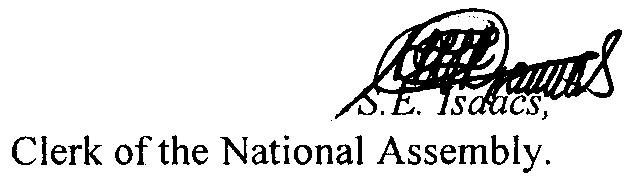 S.E. Isaacs,
Clerk of the National Assembly.